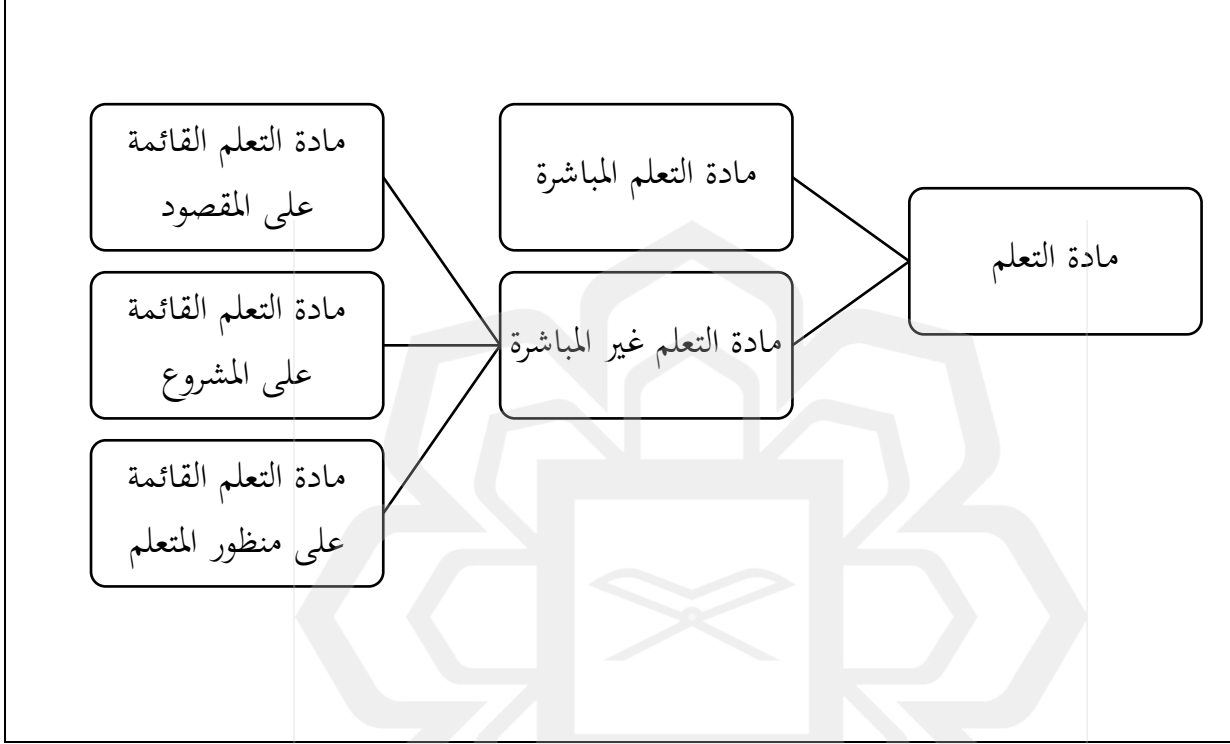 مادة التعلم
مادة التعلم المباشرة
مادة التعلم غير المباشرة
مادة التعلم القائمة
على المقصود
مادة التعلم القائمة
على المشروع
مادة التعلم القائمة
على منظور المتعلم